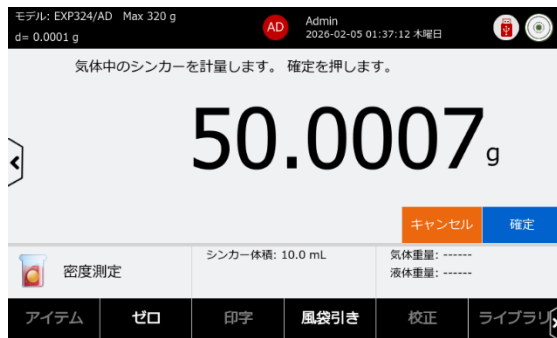 モデル: EXP324/AD Max 320 g
d= 0.0001 g
AD
Admin
2026-02-05 01:37:12 木曜日
気体中のシンカーを計量します。 確定を押します。
50.0007 g
キャンセル 確定
密度測定
シンカー体積: 10.0 mL
気体重量: ------
液体重量: ------
アイテム ゼロ 印字 風袋引き 校正 ライブラリ